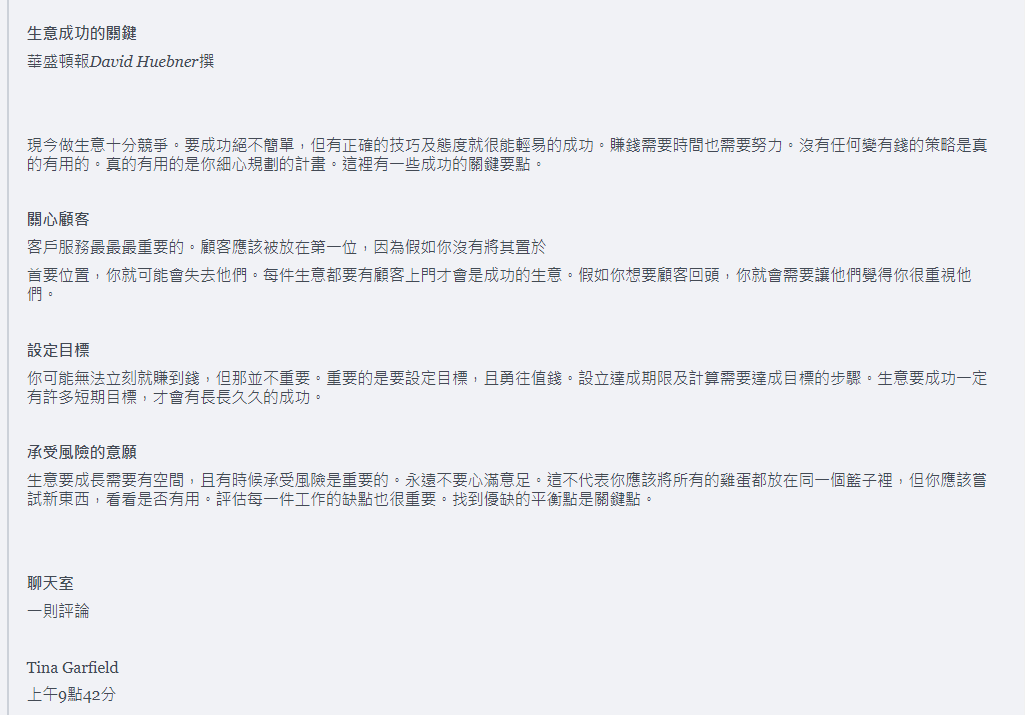 生意成功的關鍵
華盛頓報David Huebner撰
現今做生意十分競爭。要成功絕不簡單，但有正確的技巧及態度就很能輕易的成功。賺錢需要時間也需要努力。沒有任何變有錢的策略是真
的有用的。真的有用的是你細心規劃的計畫。這裡有一些成功的關鍵要點。
關心顧客
客戶服務最最最重要的。顧客應該被放在第一位，因為假如你沒有將其置於
首要位置，你就可能會失去他們。每件生意都要有顧客上門才會是成功的生意。假如你想要顧客回頭，你就會需要讓他們覺得你很重視他
們。
設定目標
你可能無法立刻就賺到錢，但那並不重要。重要的是要設定目標，且勇往值錢。設立達成期限及計算需要達成目標的步驟。生意要成功一定
有許多短期目標，才會有長長久久的成功。
承受風險的意願
生意要成長需要有空間，且有時候承受風險是重要的。永遠不要心滿意足。這不代表你應該將所有的雞蛋都放在同一個籃子裡，但你應該嘗
試新東西，看看是否有用。評估每一件工作的缺點也很重要。找到優缺的平衡點是關鍵點。
聊天室
一則評論
Tina Garfield
上午9點42分